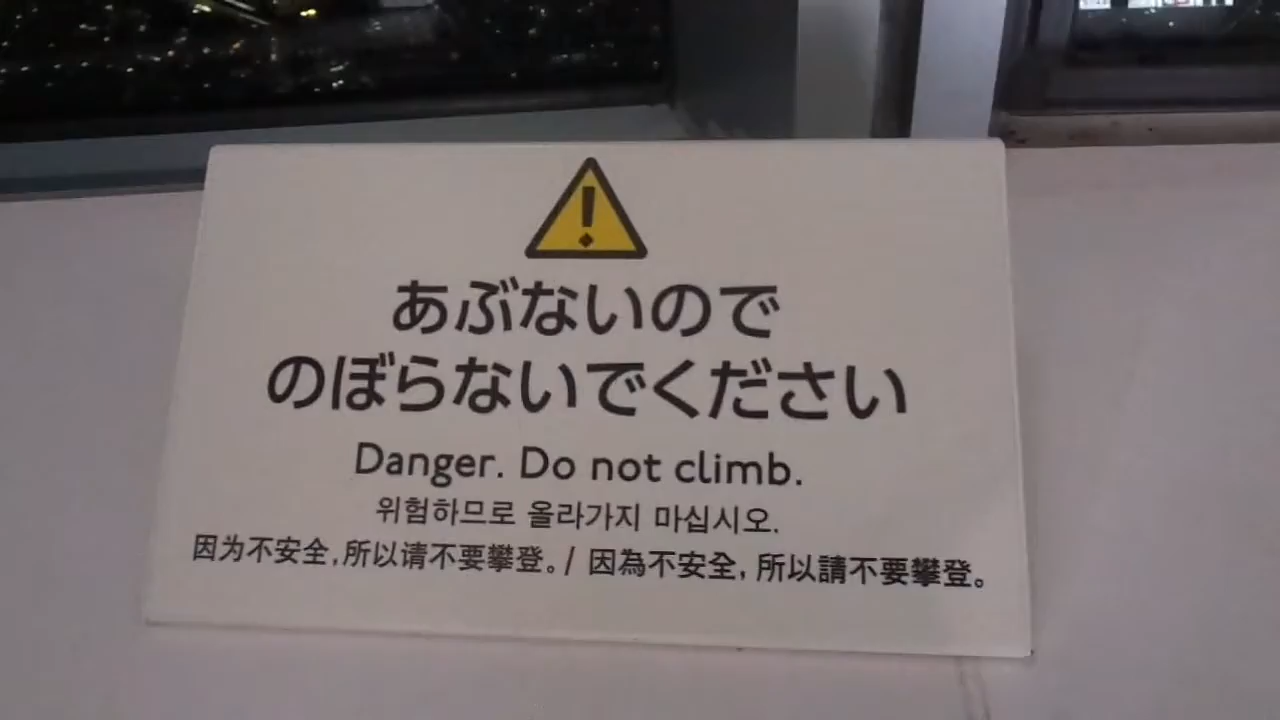 あぶないので
のぼらないでください
Danger. Do not climb.
위험하므로 올라가지 마십시오.
因为不安全,所以请不要攀登。/ 因為不安全, 所以請不要攀登。